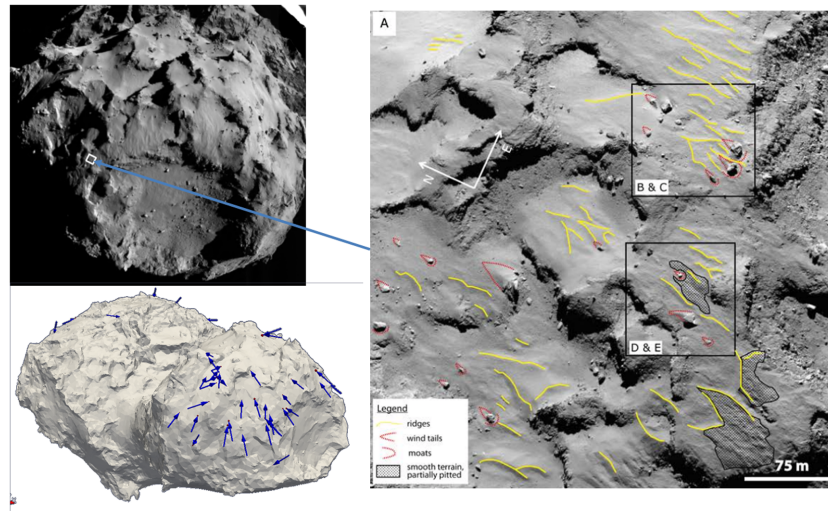 A
N
E
B & C
D & E
Legend
ridges
wind tails
moats
smooth terrain,
partially pitted
75 m